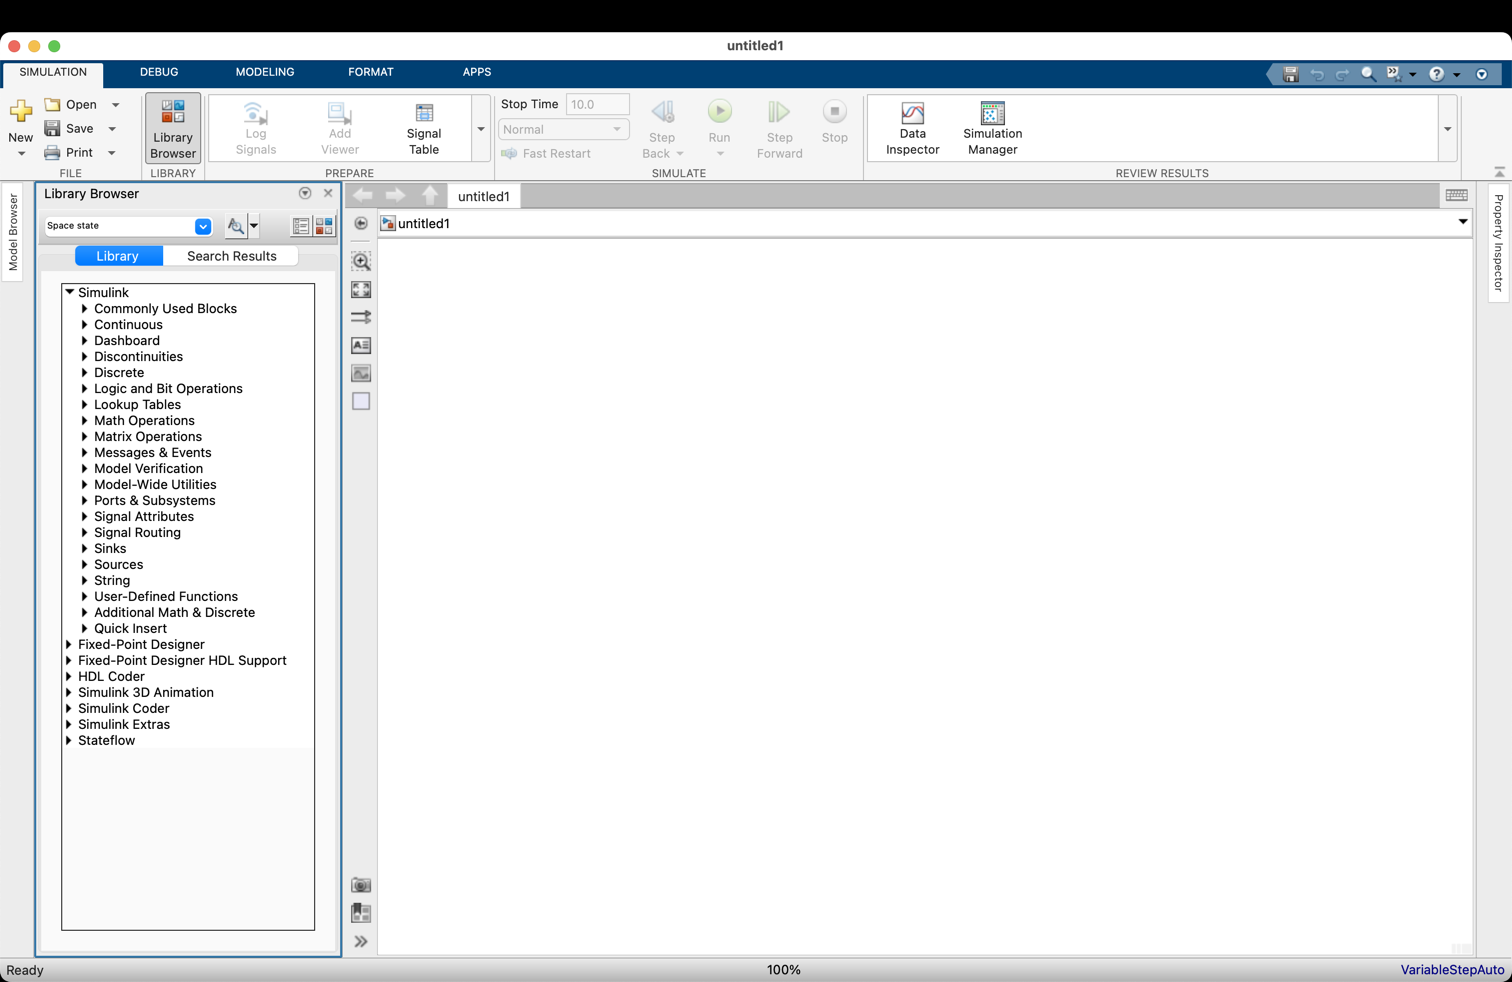 untitled1
SIMULATION DEBUG MODELING FORMAT APPS
New
Open
Save
Print
FILE
Library Browser
LIBRARY
Log Signals
Add Viewer
Signal Table
PREPARE
Stop Time 10.0
Normal
Fast Restart
Step Back
Run
Step Forward
Stop
SIMULATE
Data Inspector
Simulation Manager
REVIEW RESULTS
Model Browser
Library Browser
Space state
Library Search Results
Simulink
Commonly Used Blocks
Continuous
Dashboard
Discontinuities
Discrete
Logic and Bit Operations
Lookup Tables
Math Operations
Matrix Operations
Messages & Events
Model Verification
Model-Wide Utilities
Ports & Subsystems
Signal Attributes
Signal Routing
Sinks
Sources
String
User-Defined Functions
Additional Math & Discrete
Quick Insert
Fixed-Point Designer
Fixed-Point Designer HDL Support
HDL Coder
Simulink 3D Animation
Simulink Coder
Simulink Extras
Stateflow
untitled1
untitled1
Property Inspector
Ready 100% VariableStepAuto